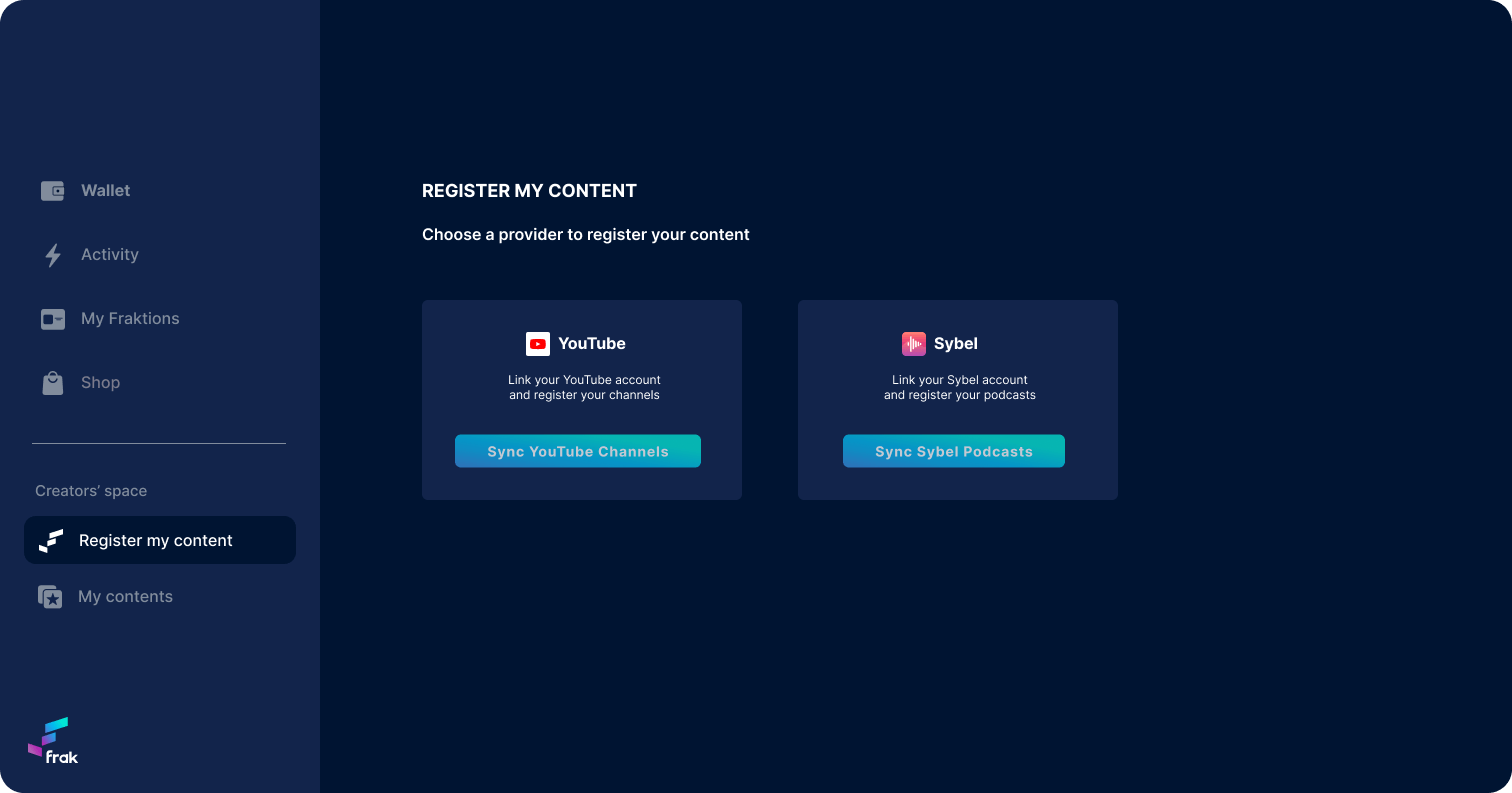 Wallet
Activity
My Fraktions
Shop
Creators’ space
Register my content
My contents
frak
REGISTER MY CONTENT
Choose a provider to register your content
YouTube
Link your YouTube account
and register your channels
Sync YouTube Channels
Sybel
Link your Sybel account
and register your podcasts
Sync Sybel Podcasts